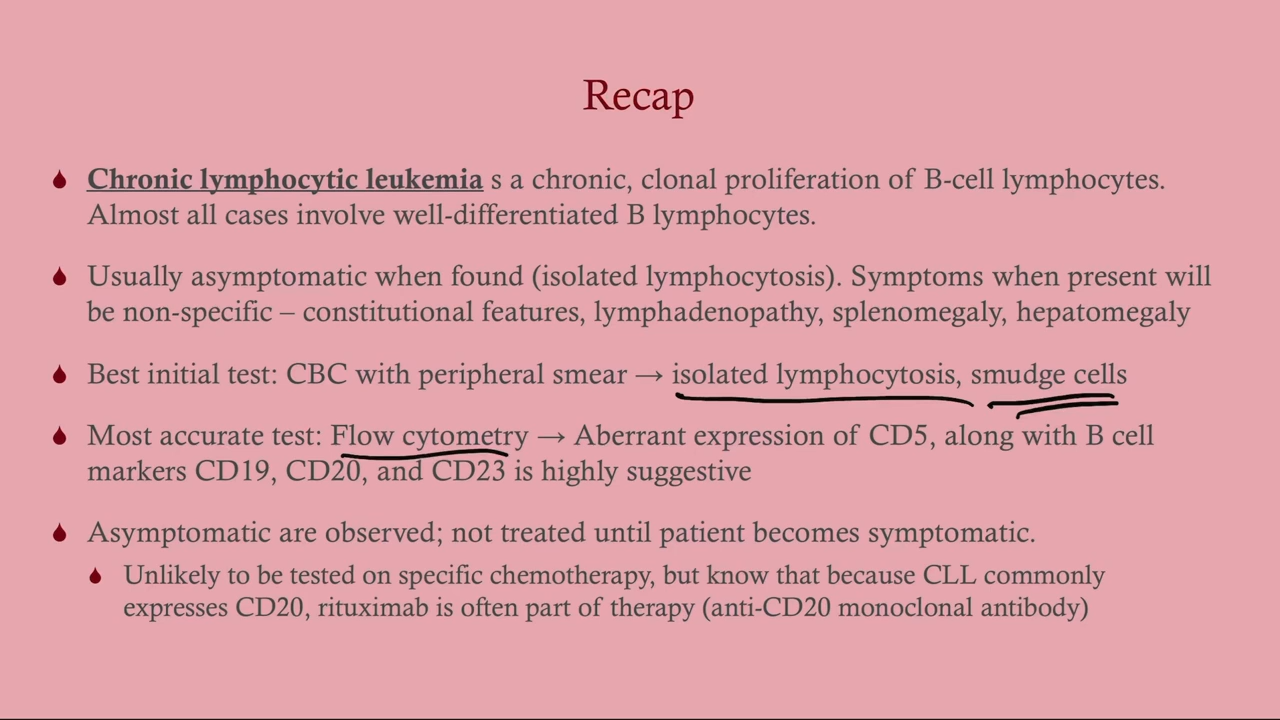 Recap
Chronic lymphocytic leukemia s a chronic, clonal proliferation of B-cell lymphocytes.
Almost all cases involve well-differentiated B lymphocytes.
Usually asymptomatic when found (isolated lymphocytosis). Symptoms when present will
be non-specific – constitutional features, lymphadenopathy, splenomegaly, hepatomegaly
Best initial test: CBC with peripheral smear → isolated lymphocytosis, smudge cells
Most accurate test: Flow cytometry → Aberrant expression of CD5, along with B cell
markers CD19, CD20, and CD23 is highly suggestive
Asymptomatic are observed; not treated until patient becomes symptomatic.
Unlikely to be tested on specific chemotherapy, but know that because CLL commonly
expresses CD20, rituximab is often part of therapy (anti-CD20 monoclonal antibody)